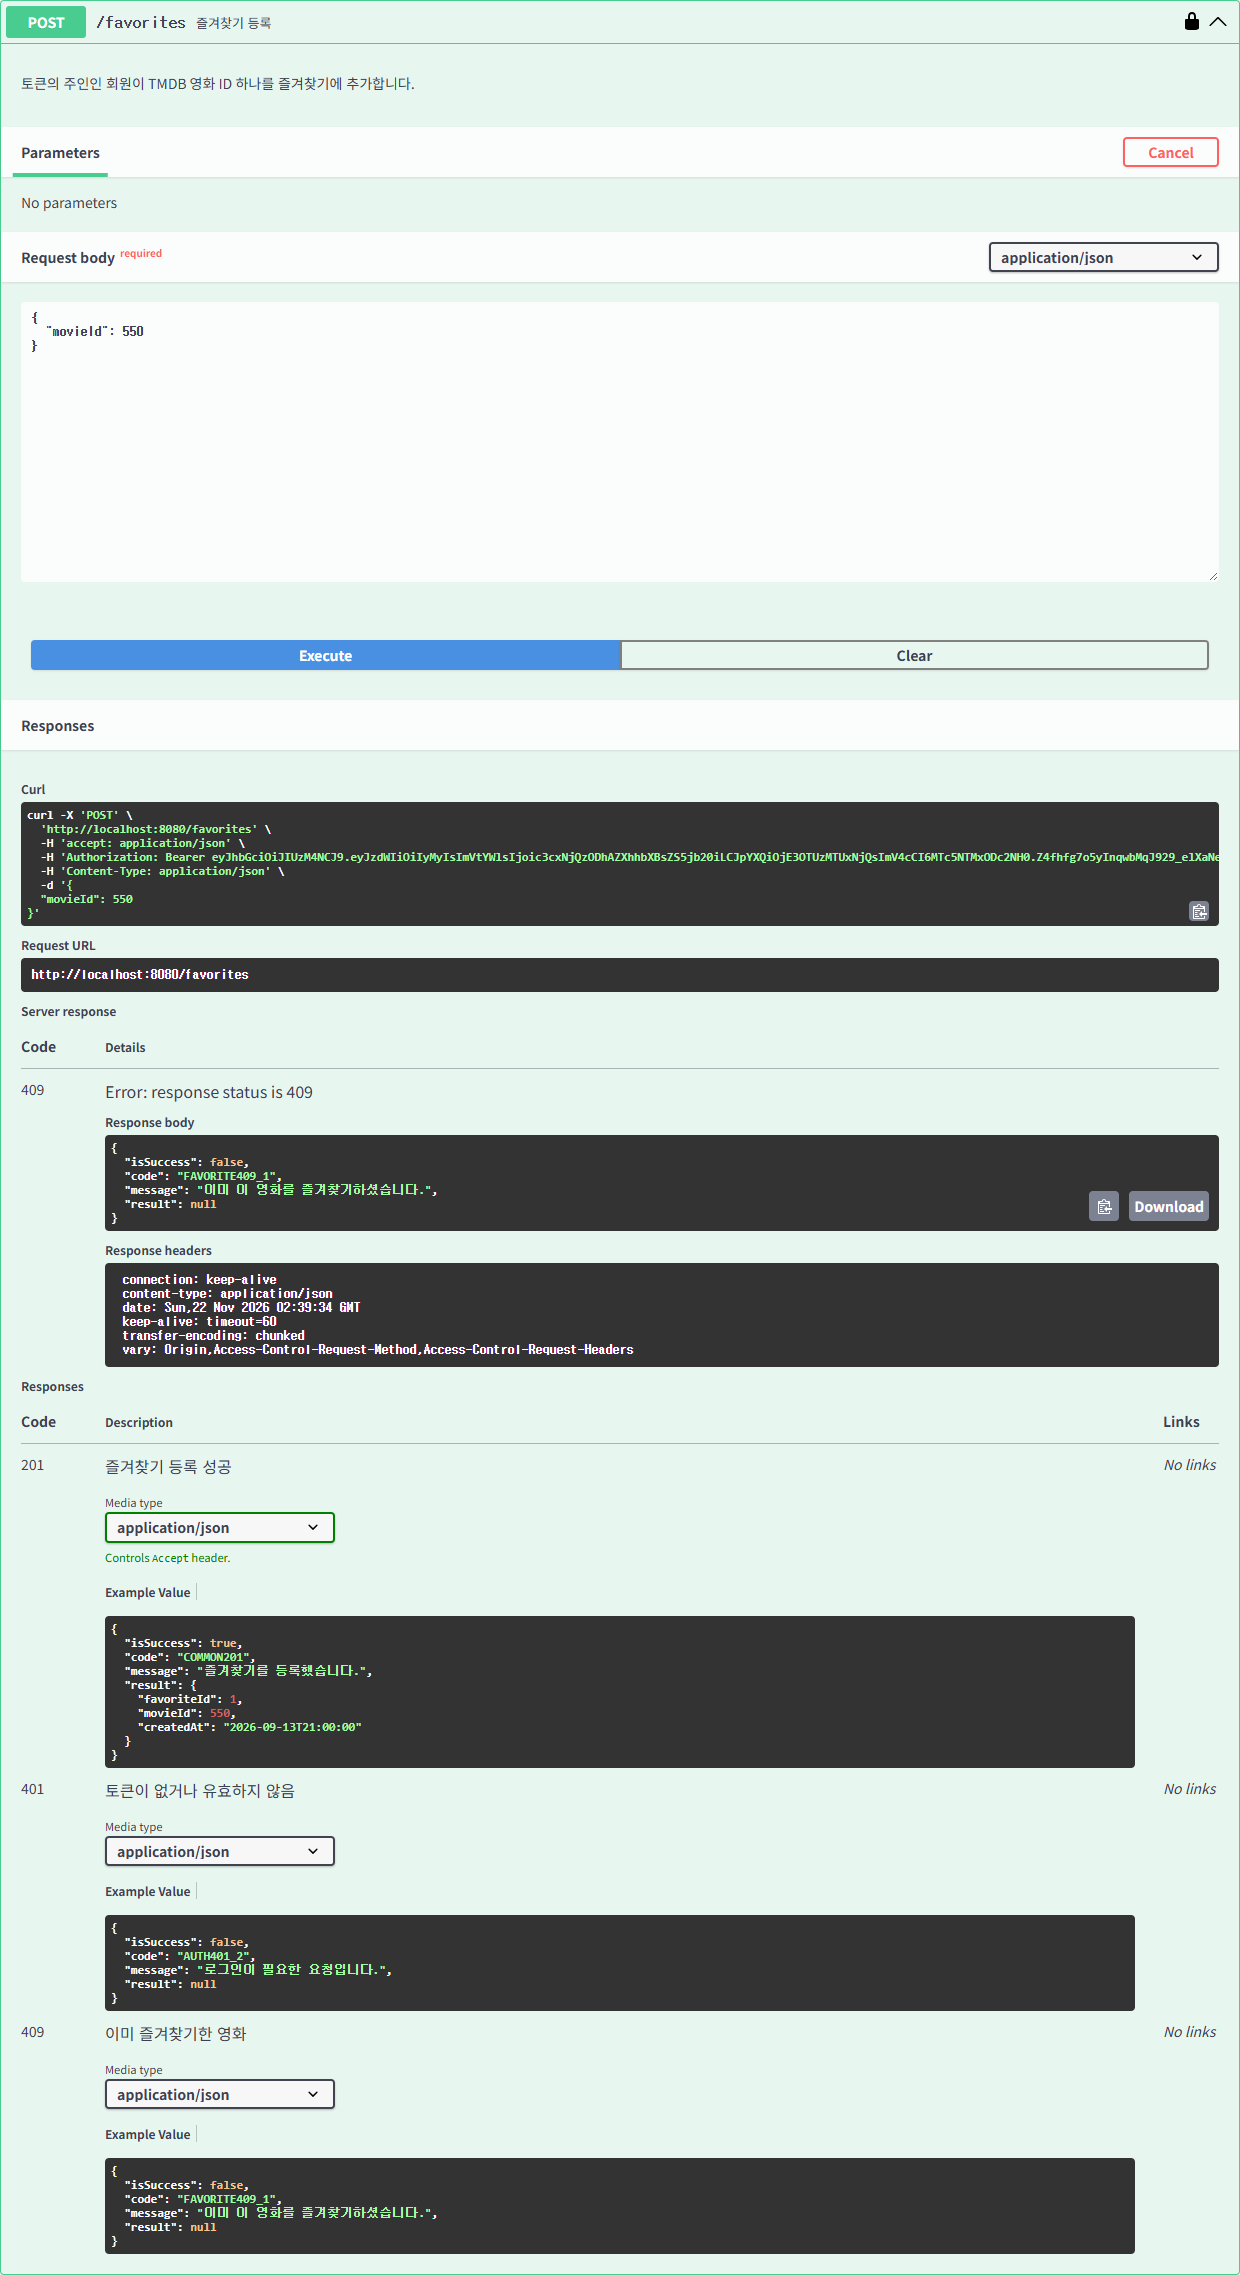 POST /favorites 즐겨찾기 등록
토큰의 주인인 회원이 TMDB 영화 ID 하나를 즐겨찾기에 추가합니다.
Parameters
Cancel
No parameters
Request body required
application/json
{
"movieId": 550
}
Execute
Clear
Responses
Curl
curl -X 'POST' \
'http://localhost:8080/favorites' \
-H 'accept: application/json' \
-H 'Authorization: Bearer
-H 'Content-Type: application/json' \
-d '{
"movieId": 550
}'
Request URL
http://localhost:8080/favorites
Server response
Code Details
409 Error: response status is 409
Response body
{
"isSuccess": false,
"code": "FAVORITE409_1",
"message": "이미 이 영화를 즐겨찾기하셨습니다.",
"result": null
}
Download
Response headers
connection: keep-alive
content-type: application/json
date: Sun,22 Nov 2026 02:39:34 GMT
keep-alive: timeout=60
transfer-encoding: chunked
vary: Origin,Access-Control-Request-Method,Access-Control-Request-Headers
Responses
Code Description Links
201 즐겨찾기 등록 성공 No links
Media type
application/json
Controls Accept header.
Example Value
{
"isSuccess": true,
"code": "COMMON201",
"message": "즐겨찾기를 등록했습니다.",
"result": {
"favoriteId": 1,
"movieId": 550,
"createdAt": "2026-09-13T21:00:00"
}
}
401 토큰이 없거나 유효하지 않음 No links
Media type
application/json
Example Value
{
"isSuccess": false,
"code": "AUTH401_2",
"message": "로그인이 필요한 요청입니다.",
"result": null
}
409 이미 즐겨찾기한 영화 No links
Media type
application/json
Example Value
{
"isSuccess": false,
"code": "FAVORITE409_1",
"message": "이미 이 영화를 즐겨찾기하셨습니다.",
"result": null
}